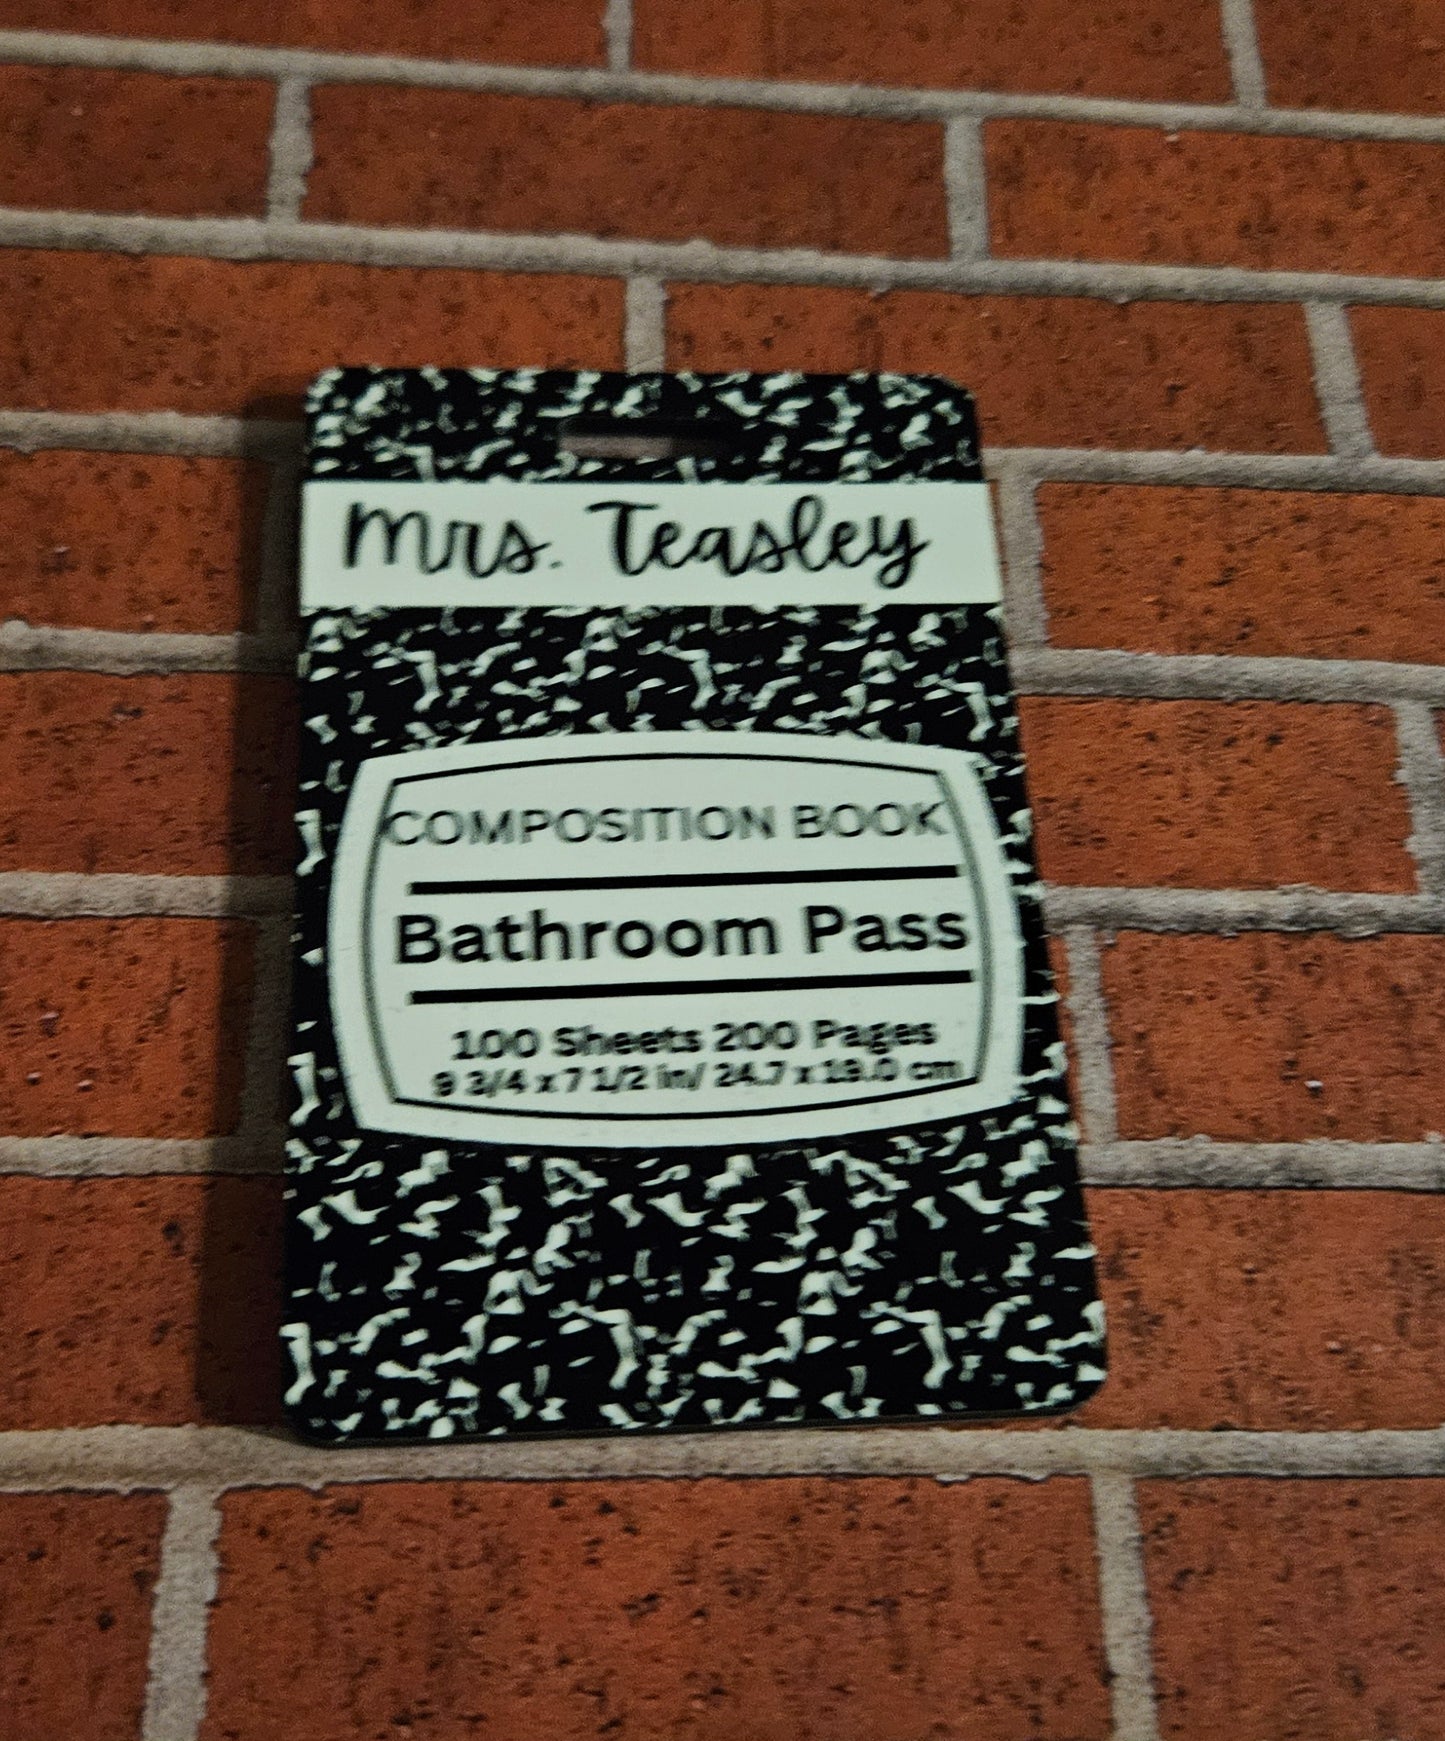 Mrs. Teasley
COMPOSITION BOOK
Bathroom Pass
100 Sheets 200 Pages
9 3/4 x 7 1/2 in/ 24.7 x 19.0 cm